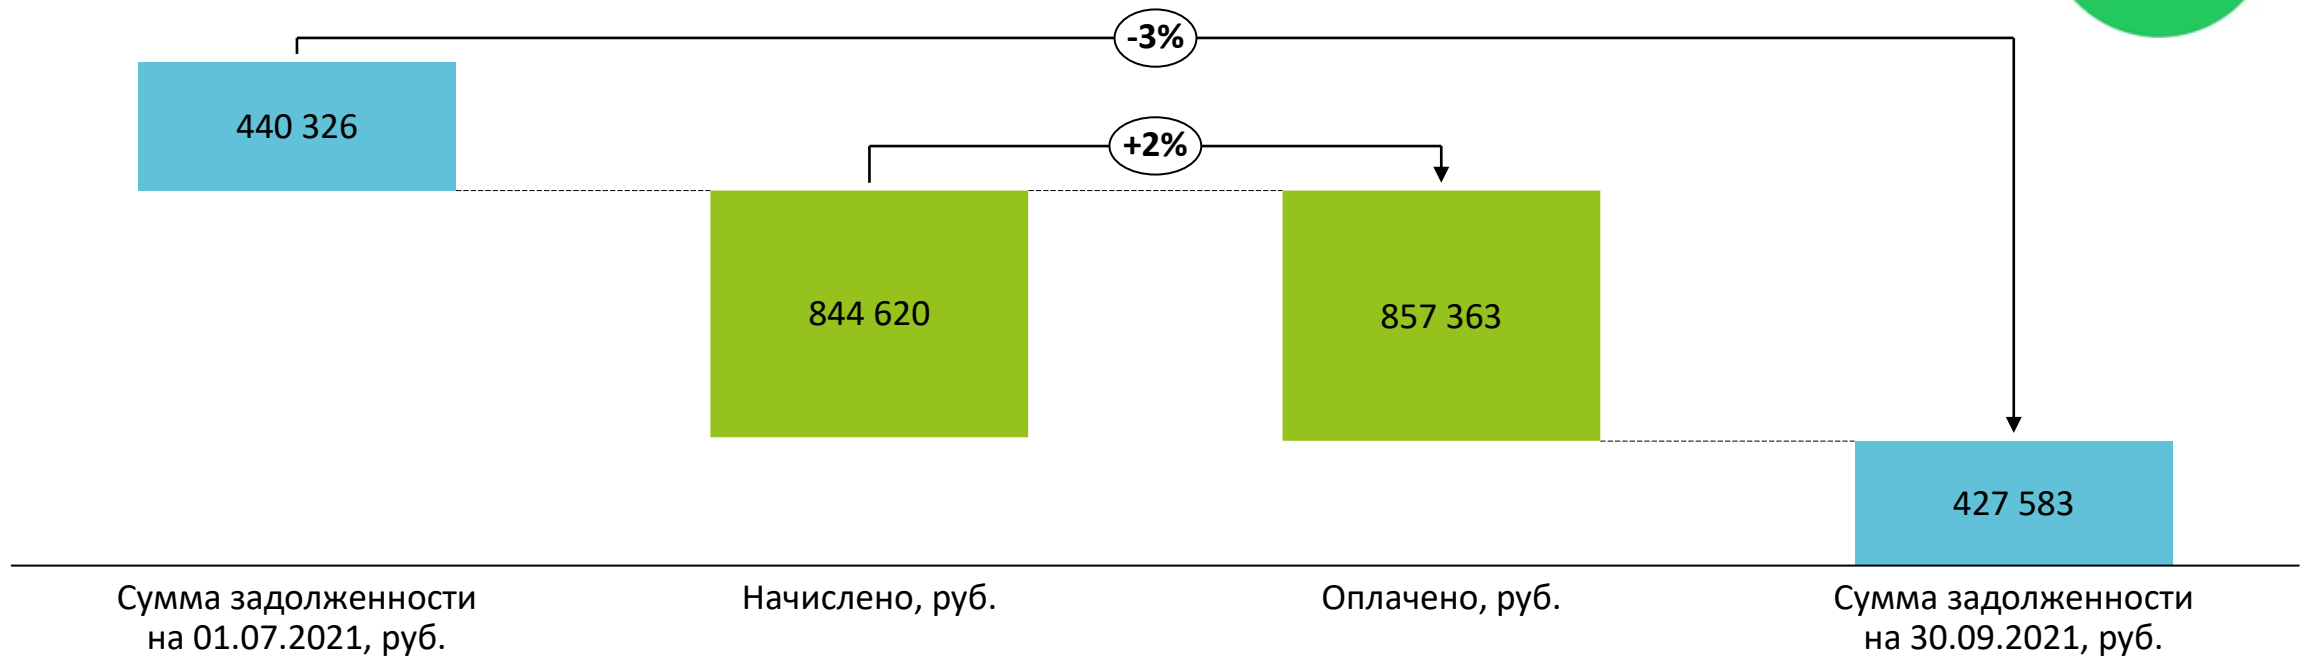 -3%
440 326
+2%
844 620
857 363
427 583
Сумма задолженности
на 01.07.2021, руб.
Начислено, руб.
Оплачено, руб.
Сумма задолженности
на 30.09.2021, руб.